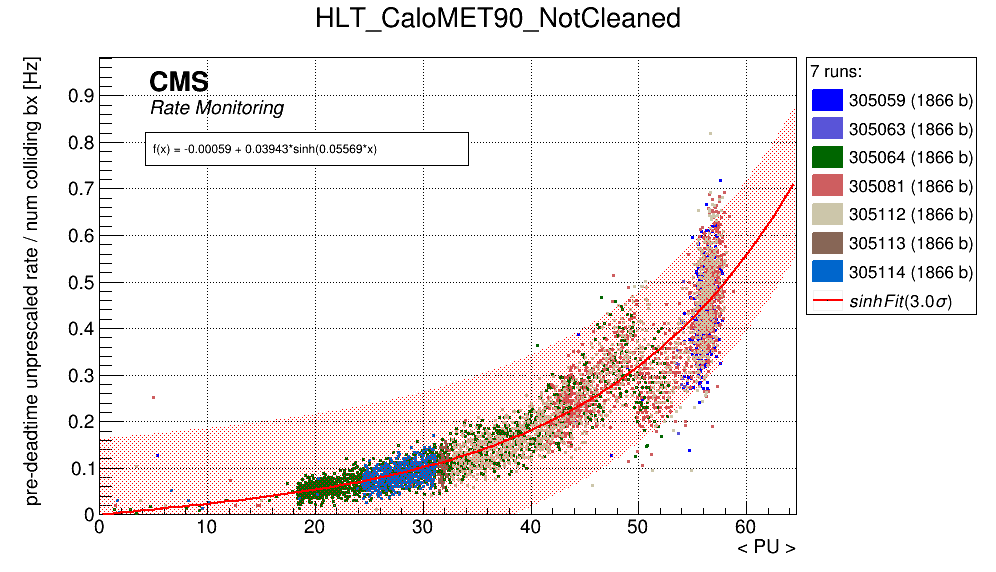 HLT_CaloMET90_NotCleaned
pre-deadtime unprescaled rate / num colliding bx [Hz]
CMS
Rate Monitoring
f(x) = -0.00059 + 0.03943*sinh(0.05569*x)
0.9
0.8
0.7
0.6
0.5
0.4
0.3
0.2
0.1
0
0 10 20 30 40 50 60
< PU >
7 runs:
305059 (1866 b)
305063 (1866 b)
305064 (1866 b)
305081 (1866 b)
305112 (1866 b)
305113 (1866 b)
305114 (1866 b)
sinhFit(3.0σ)